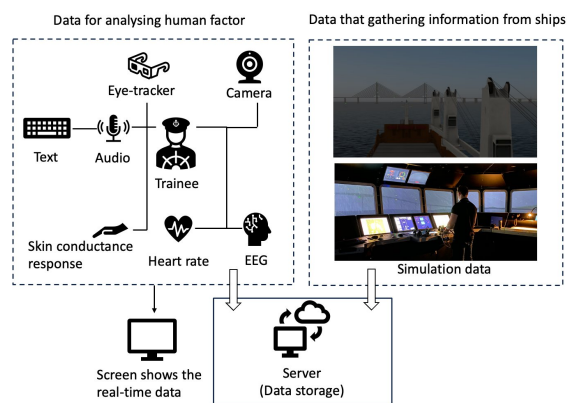 Data for analysing human factor
Data that gathering information from ships
Eye-tracker
Camera
Text
Audio
Trainee
Skin conductance
response
Heart rate
EEG
Simulation data
Screen shows the
real-time data
Server
(Data storage)